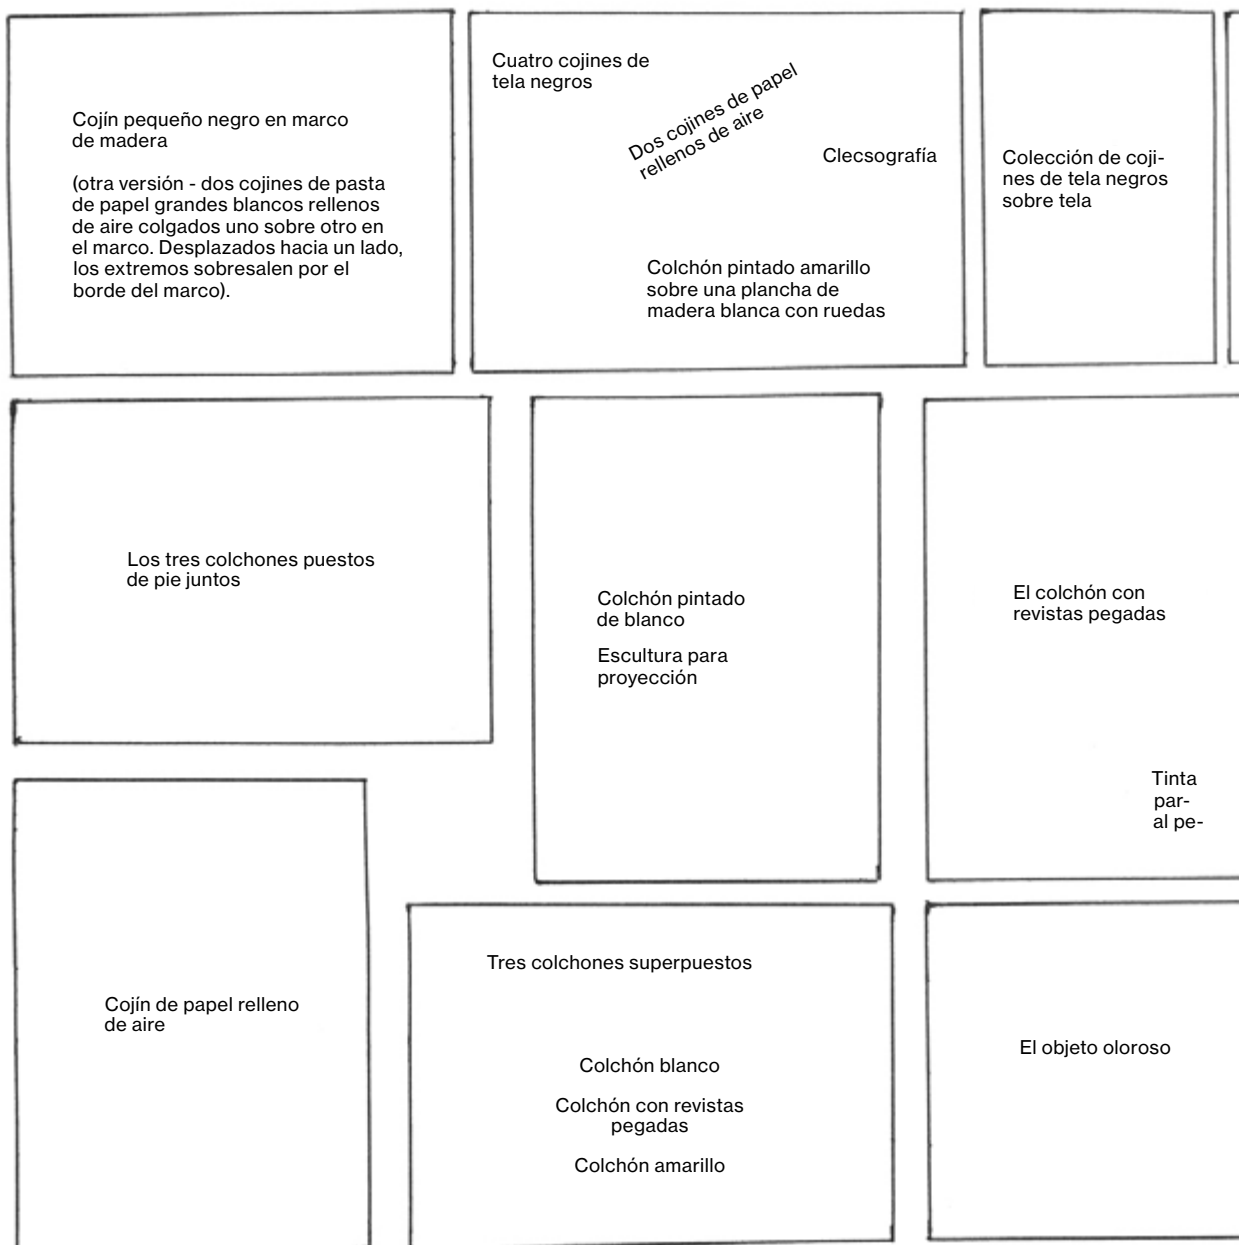 Cojín pequeño negro en marco
de madera
(otra versión - dos cojines de pasta
de papel grandes blancos rellenos
de aire colgados uno sobre otro en
el marco. Desplazados hacia un lado,
los extremos sobresalen por el
borde del marco).
Cuatro cojines de
tela negros
Dos cojines de papel
rellenos de aire
Clecsografía
Colchón pintado amarillo
sobre una plancha de
madera blanca con ruedas
Colección de coji-
nes de tela negros
sobre tela
Los tres colchones puestos
de pie juntos
Colchón pintado
de blanco
Escultura para
proyección
El colchón con
revistas pegadas
Tinta
par-
al pe-
Cojín de papel relleno
de aire
Tres colchones superpuestos
Colchón blanco
Colchón con revistas
pegadas
Colchón amarillo
El objeto oloroso